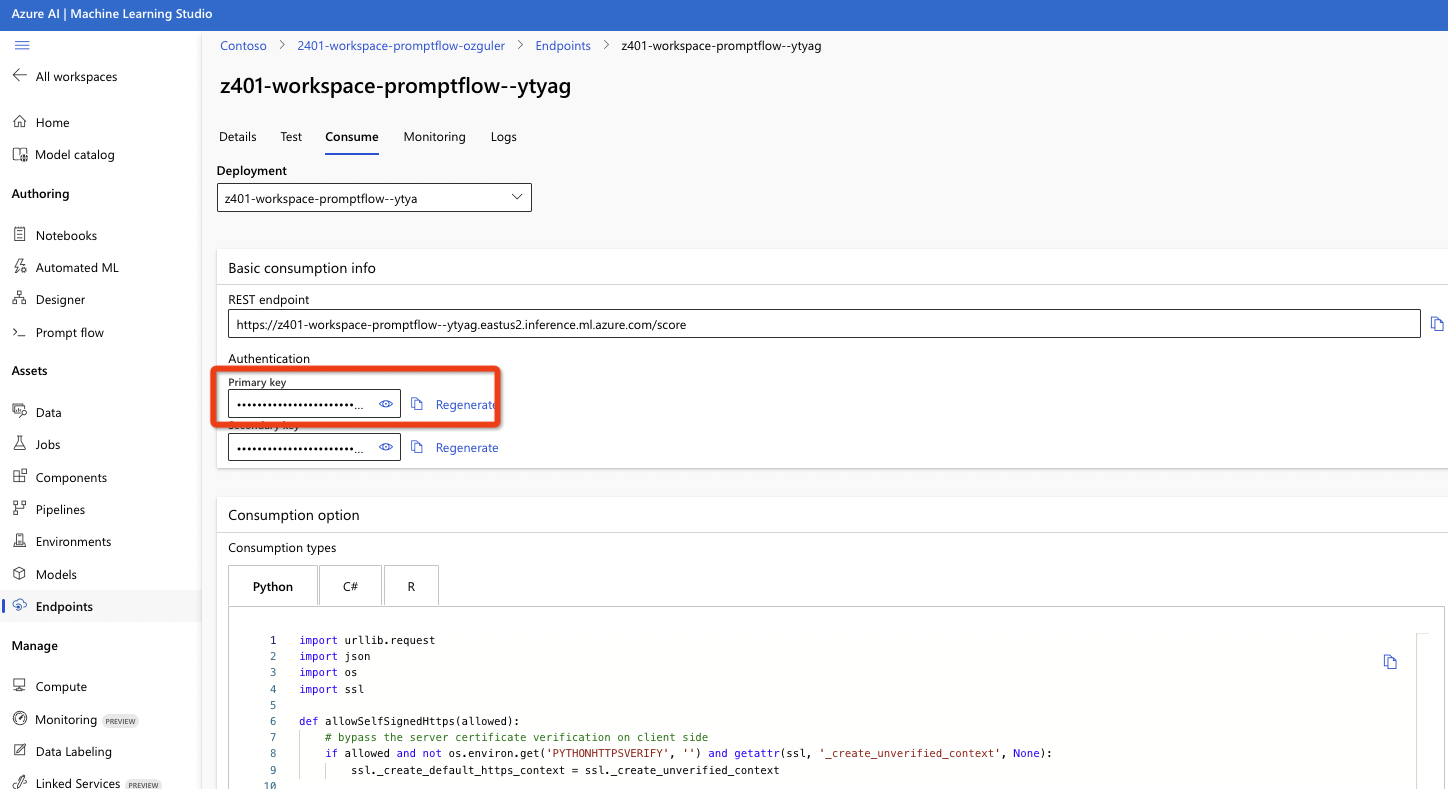 Azure AI | Machine Learning Studio
Contoso > 2401-workspace-promptflow-ozguler > Endpoints > z401-workspace-promptflow--ytyag
All workspaces
Home
Model catalog
Authoring
Notebooks
Automated ML
Designer
Prompt flow
Assets
Data
Jobs
Components
Pipelines
Environments
Models
Endpoints
Manage
Compute
Monitoring PREVIEW
Data Labeling
Linked Services PREVIEW
z401-workspace-promptflow--ytyag
Details Test Consume Monitoring Logs
Deployment
z401-workspace-promptflow--ytya
Basic consumption info
REST endpoint
https://z401-workspace-promptflow--ytyag.eastus2.inference.ml.azure.com/score
Authentication
Primary key
•••••••••••••••••••••••... Regenerate
Secondary key
•••••••••••••••••••••••... Regenerate
Consumption option
Consumption types
Python C# R
1 import urllib.request
2 import json
3 import os
4 import ssl
5
6 def allowSelfSignedHttps(allowed):
7 # bypass the server certificate verification on client side
8 if allowed and not os.environ.get('PYTHONHTTPSVERIFY', '') and getattr(ssl, '_create_unverified_context', None):
9 ssl._create_default_https_context = ssl._create_unverified_context
10